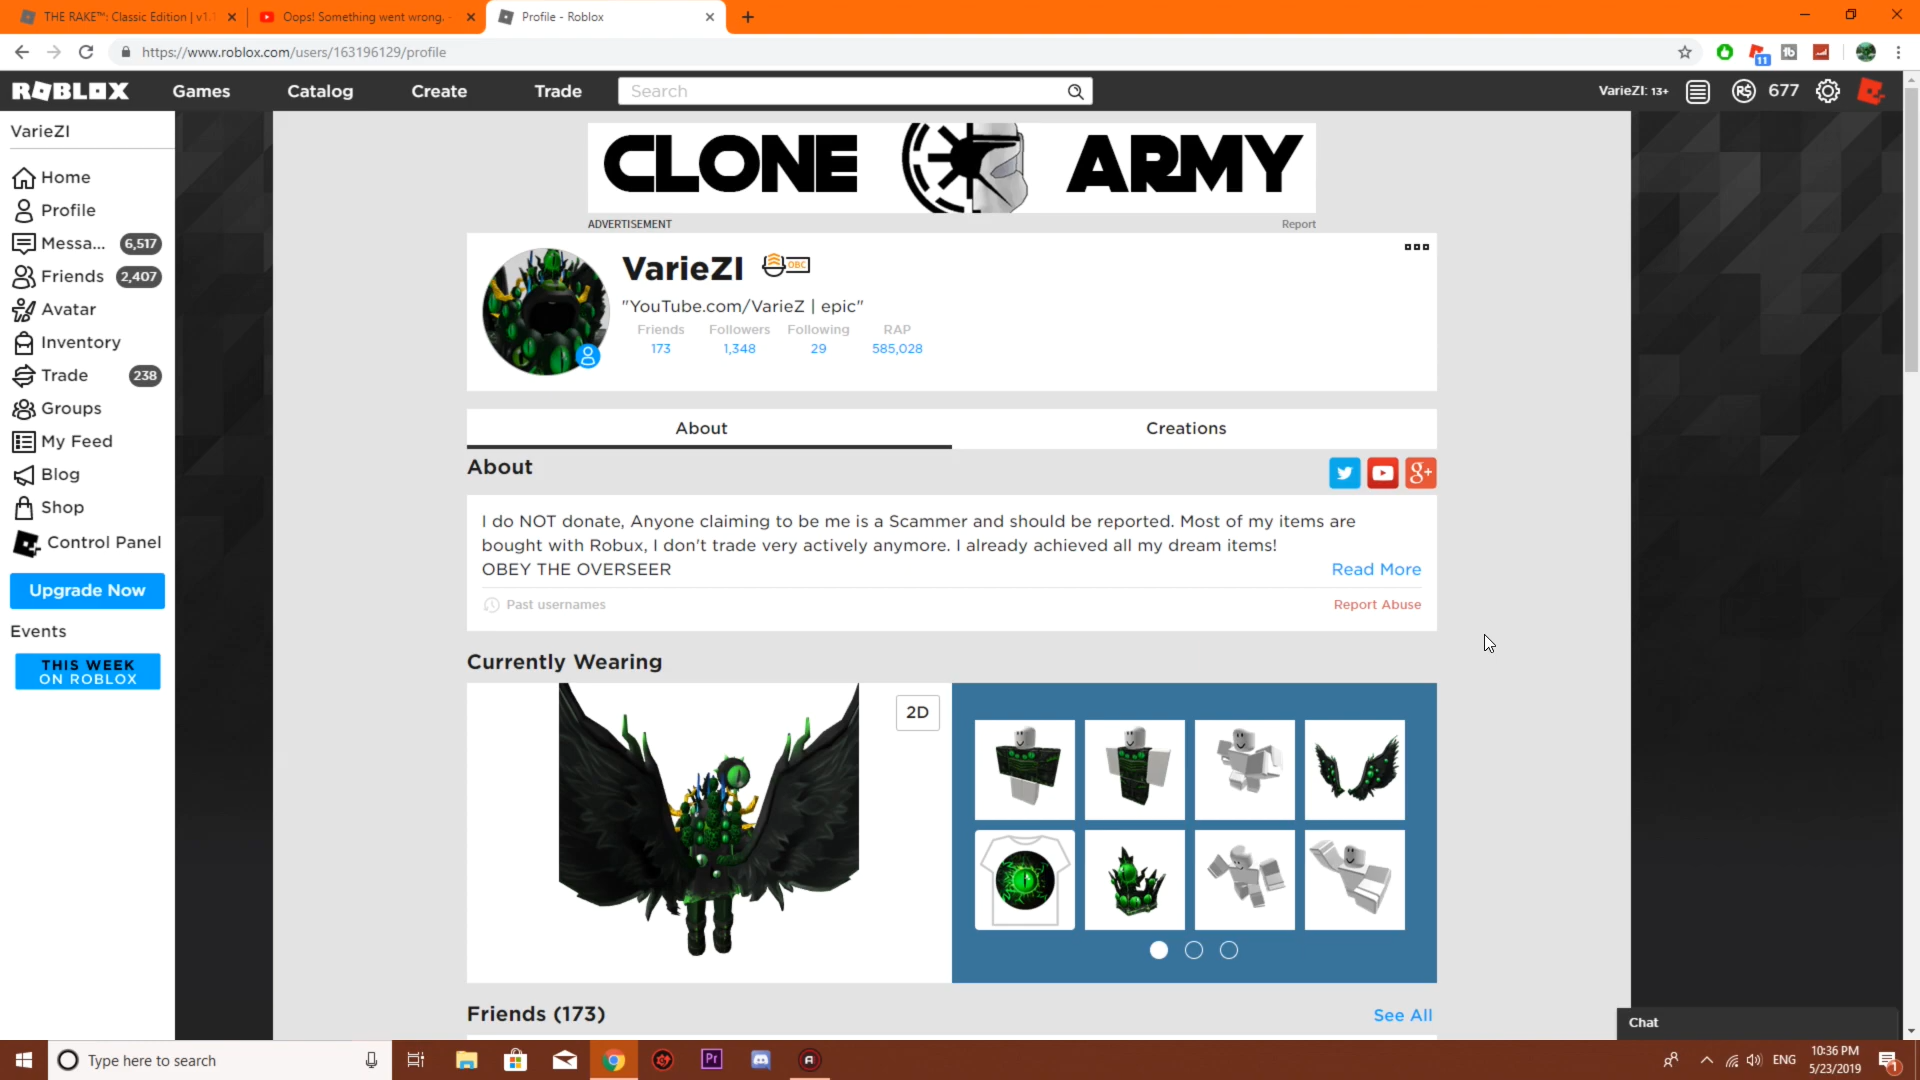 THE RAKE™: Classic Edition | v1.1
Oops! Something went wrong. -
Profile - Roblox
https://www.roblox.com/users/163196129/profile
11
ROBLOX
Games
Catalog
Create
Trade
Search
VarieZI: 13+
R$
677
VarieZI
Home
Profile
Messa... 6,517
Friends 2,407
Avatar
Inventory
Trade 238
Groups
My Feed
Blog
Shop
Control Panel
Upgrade Now
Events
THIS WEEK
ON ROBLOX
CLONE ARMY
ADVERTISEMENT
Report
VarieZI OBC
"YouTube.com/VarieZ | epic"
Friends Followers Following RAP
173 1,348 29 585,028
About
Creations
About
g+
I do NOT donate, Anyone claiming to be me is a Scammer and should be reported. Most of my items are
bought with Robux, I don't trade very actively anymore. I already achieved all my dream items!
OBEY THE OVERSEER
Read More
Past usernames
Report Abuse
Currently Wearing
2D
Friends (173)
See All
Chat
Type here to search
Pr
ENG
10:36 PM
5/23/2019
1